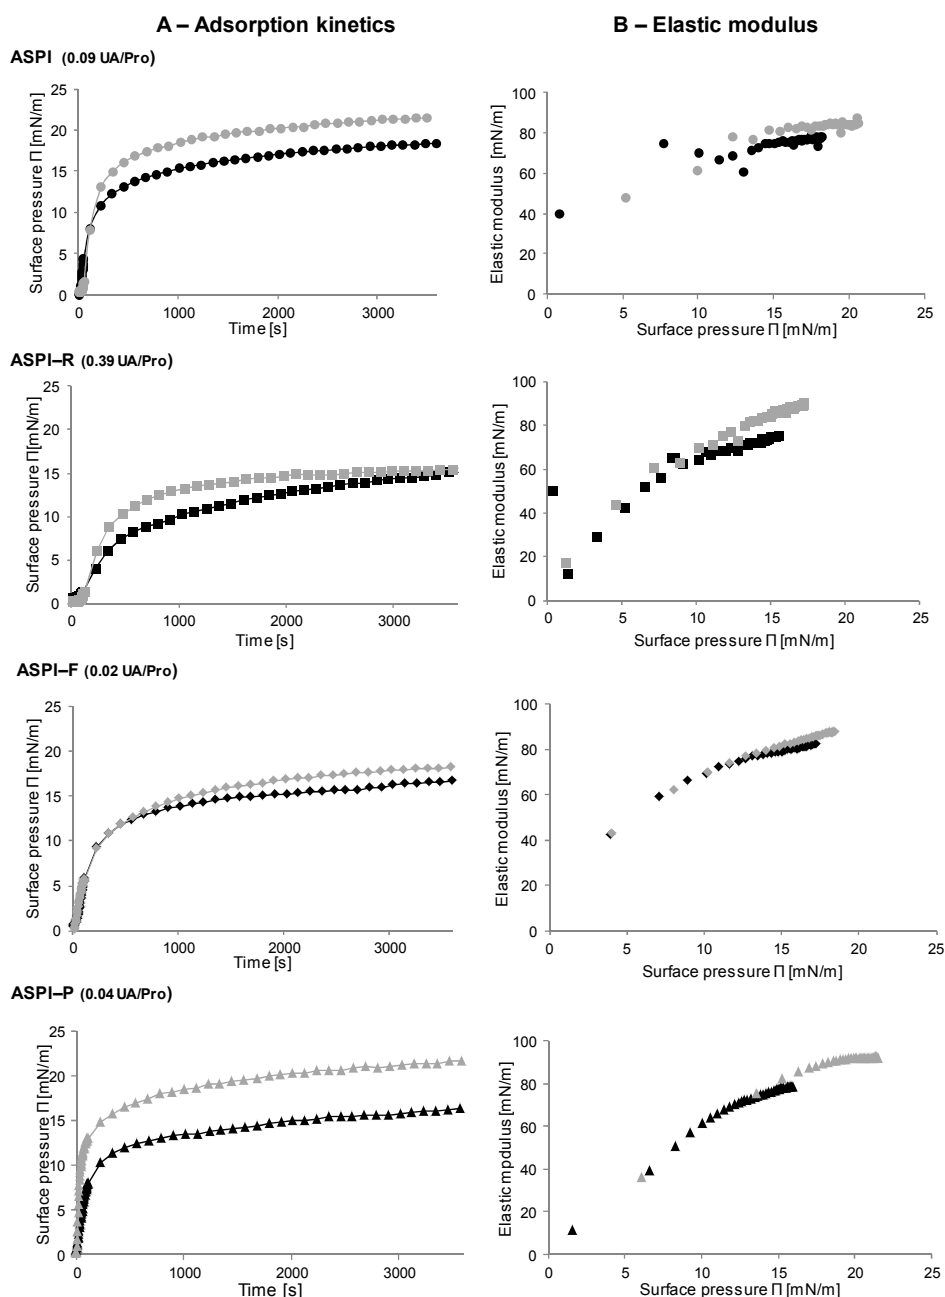 A – Adsorption kinetics
B – Elastic modulus
ASPI (0.09 UA/Pro)
Surface pressure Π [mN/m]
25
20
15
10
5
0
0 1000 2000 3000
Time [s]
Elastic modulus [mN/m]
100
80
60
40
20
0
0 5 10 15 20 25
Surface pressure Π [mN/m]
ASPI–R (0.39 UA/Pro)
Surface pressure Π[mN/m]
25
20
15
10
5
0
0 1000 2000 3000
Time [s]
Elastic modulus [mN/m]
100
80
60
40
20
0
0 5 10 15 20 25
Surface pressure Π [mN/m]
ASPI–F (0.02 UA/Pro)
Surface pressure Π [mN/m]
25
20
15
10
5
0
0 1000 2000 3000
Time [s]
Elastic modulus [mN/m]
100
80
60
40
20
0
0 5 10 15 20 25
Surface pressure Π [mN/m]
ASPI–P (0.04 UA/Pro)
Surface pressure Π [mN/m]
25
20
15
10
5
0
0 1000 2000 3000
Time [s]
Elastic mpdulus [mN/m]
100
80
60
40
20
0
0 5 10 15 20 25
Surface pressure Π [mN/m]